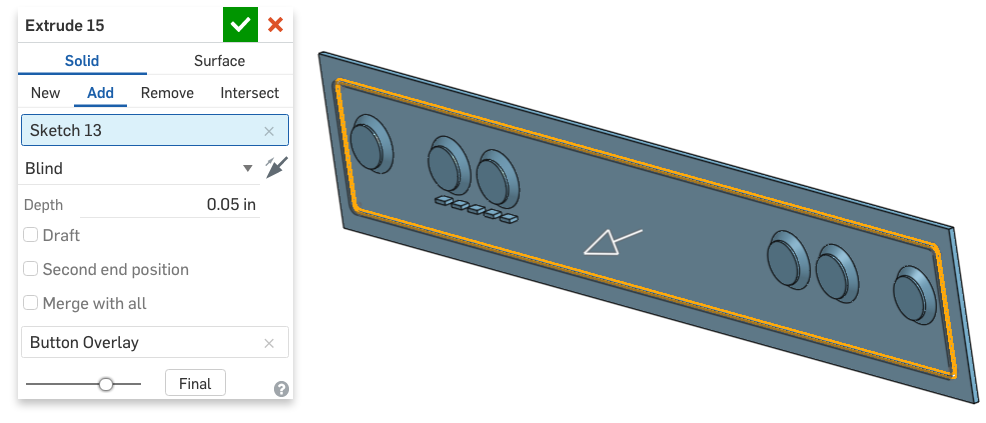 Extrude 15
Solid Surface
New Add Remove Intersect
Sketch 13
Blind
Depth 0.05 in
Draft
Second end position
Merge with all
Button Overlay
Final ?